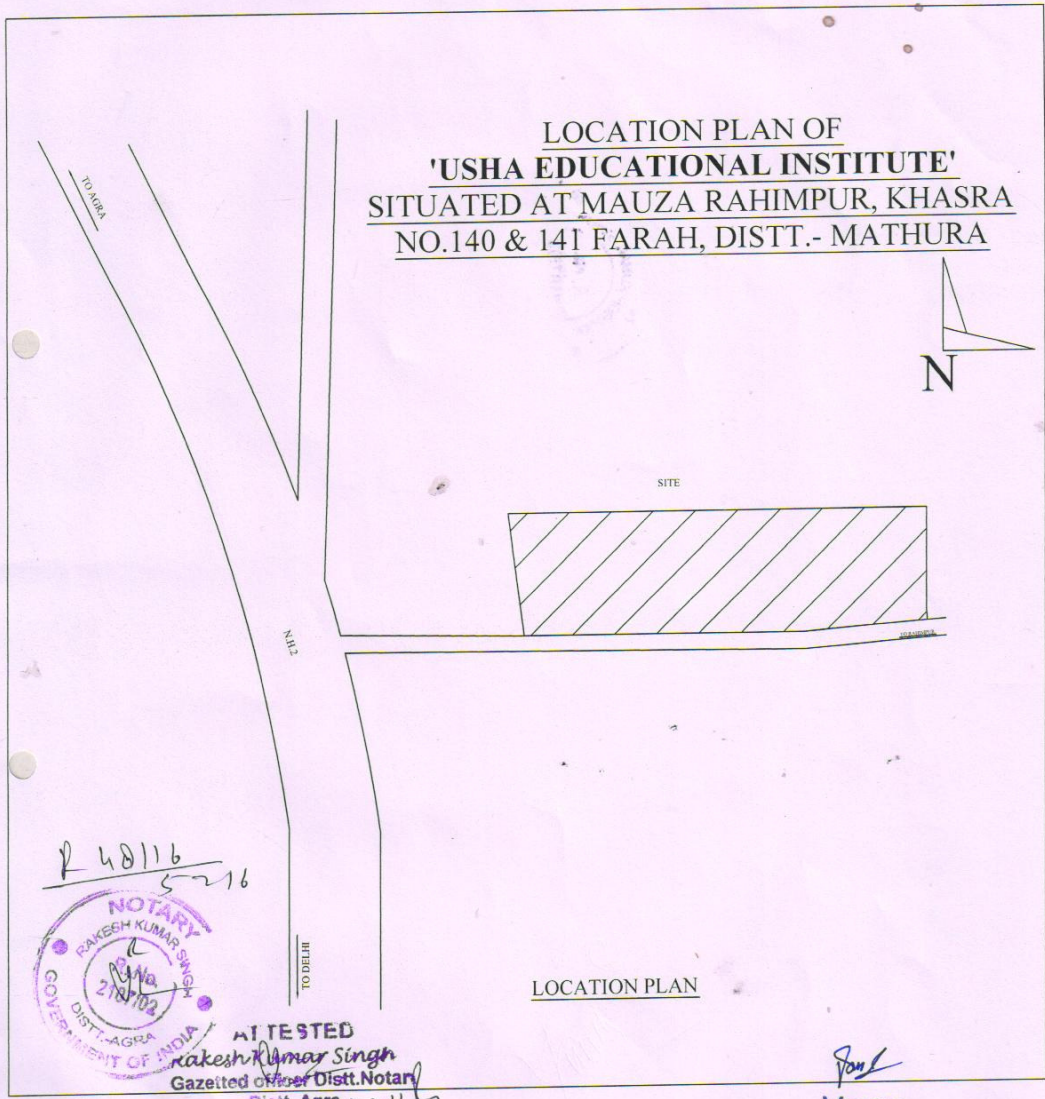 LOCATION PLAN OF
'USHA EDUCATIONAL INSTITUTE'
SITUATED AT MAUZA RAHIMPUR, KHASRA
NO.140 & 141 FARAH, DISTT.- MATHURA
TO AGRA
N
SITE
N.H.2
TO DELHI
LOCATION PLAN
NOTARY
RAKESH KUMAR SINGH
DISTT.-AGRA
GOVERNMENT OF INDIA
ATTESTED
Rakesh Kumar Singh
Gazetted officer Distt.Notary
Distt. Agra